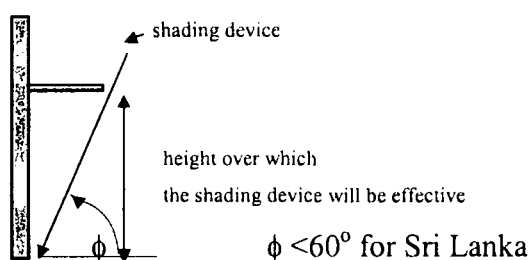 shading device
height over which
the shading device will be effective
ϕ
ϕ <60° for Sri Lanka